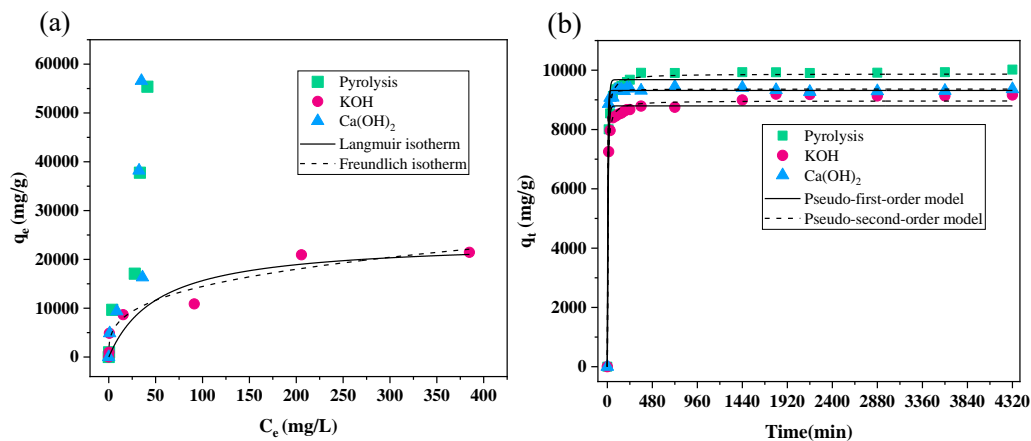 (a)
60000
50000
40000
30000
20000
10000
0
qe (mg/g)
Pyrolysis
KOH
Ca(OH)2
Langmuir isotherm
Freundlich isotherm
0 50 100 150 200 250 300 350 400
Ce (mg/L)
(b)
10000
8000
6000
4000
2000
0
qt (mg/g)
Pyrolysis
KOH
Ca(OH)2
Pseudo-first-order model
Pseudo-second-order model
0 480 960 1440 1920 2400 2880 3360 3840 4320
Time(min)